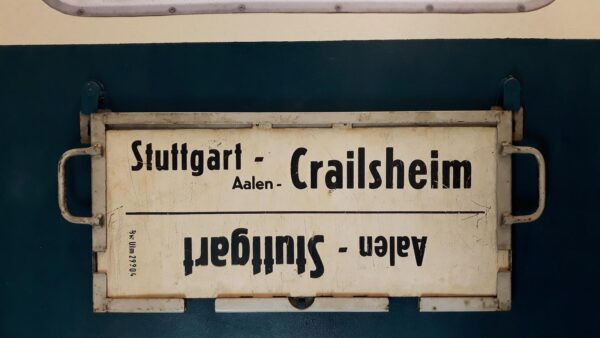 Stuttgart -
Aalen - Crailsheim
Aalen - Stuttgart